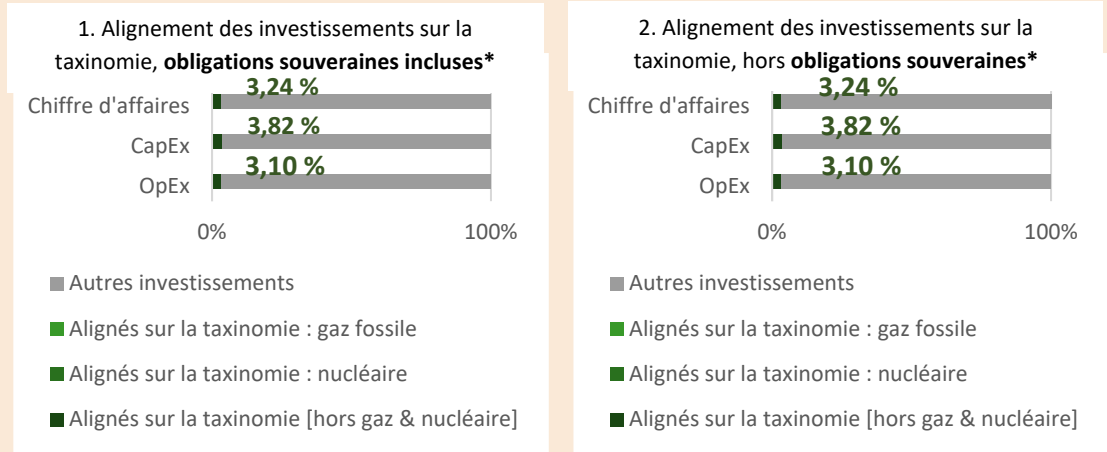 1. Alignement des investissements sur la
taxinomie, obligations souveraines incluses*
Chiffre d'affaires
3,24 %
CapEx
3,82 %
OpEx
3,10 %
0%
100%
Autres investissements
Alignés sur la taxinomie : gaz fossile
Alignés sur la taxinomie : nucléaire
Alignés sur la taxinomie [hors gaz & nucléaire]
2. Alignement des investissements sur la
taxinomie, hors obligations souveraines*
Chiffre d'affaires
3,24 %
CapEx
3,82 %
OpEx
3,10 %
0%
100%
Autres investissements
Alignés sur la taxinomie : gaz fossile
Alignés sur la taxinomie : nucléaire
Alignés sur la taxinomie [hors gaz & nucléaire]